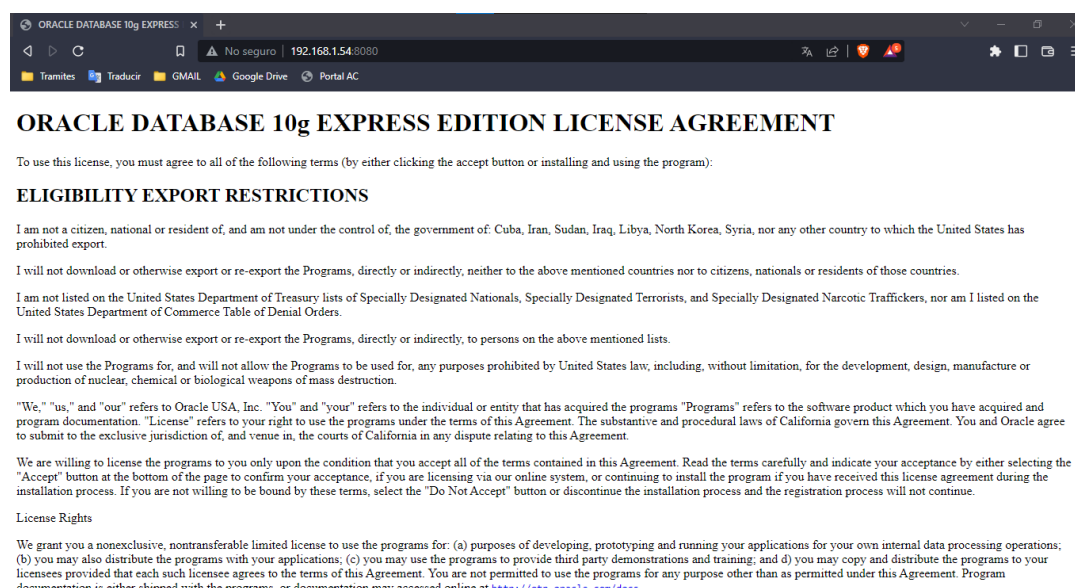 ORACLE DATABASE 10g EXPRESS
No seguro | 192.168.1.54:8080
Tramites Traducir GMAIL Google Drive Portal AC
ORACLE DATABASE 10g EXPRESS EDITION LICENSE AGREEMENT
To use this license, you must agree to all of the following terms (by either clicking the accept button or installing and using the program):
ELIGIBILITY EXPORT RESTRICTIONS
I am not a citizen, national or resident of, and am not under the control of, the government of: Cuba, Iran, Sudan, Iraq, Libya, North Korea, Syria, nor any other country to which the United States has
prohibited export.
I will not download or otherwise export or re-export the Programs, directly or indirectly, neither to the above mentioned countries nor to citizens, nationals or residents of those countries.
I am not listed on the United States Department of Treasury lists of Specially Designated Nationals, Specially Designated Terrorists, and Specially Designated Narcotic Traffickers, nor am I listed on the
United States Department of Commerce Table of Denial Orders.
I will not download or otherwise export or re-export the Programs, directly or indirectly, to persons on the above mentioned lists.
I will not use the Programs for, and will not allow the Programs to be used for, any purposes prohibited by United States law, including, without limitation, for the development, design, manufacture or
production of nuclear, chemical or biological weapons of mass destruction.
"We," "us," and "our" refers to Oracle USA, Inc. "You" and "your" refers to the individual or entity that has acquired the programs "Programs" refers to the software product which you have acquired and
program documentation. "License" refers to your right to use the programs under the terms of this Agreement. The substantive and procedural laws of California govern this Agreement. You and Oracle agree
to submit to the exclusive jurisdiction of, and venue in, the courts of California in any dispute relating to this Agreement.
We are willing to license the programs to you only upon the condition that you accept all of the terms contained in this Agreement. Read the terms carefully and indicate your acceptance by either selecting the
"Accept" button at the bottom of the page to confirm your acceptance, if you are licensing via our online system, or continuing to install the program if you have received this license agreement during the
installation process. If you are not willing to be bound by these terms, select the "Do Not Accept" button or discontinue the installation process and the registration process will not continue.
License Rights
We grant you a nonexclusive, nontransferable limited license to use the programs for: (a) purposes of developing, prototyping and running your applications for your own internal data processing operations;
(b) you may also distribute the programs with your applications; (c) you may use the programs to provide third party demonstrations and training; and d) you may copy and distribute the programs to your
licensees provided that each such licensee agrees to the terms of this Agreement. You are not permitted to use the programs for any purpose other than as permitted under this Agreement. Program
documentation is either shipped with the programs, or documentation may accessed online at http://otn.oracle.com/docs